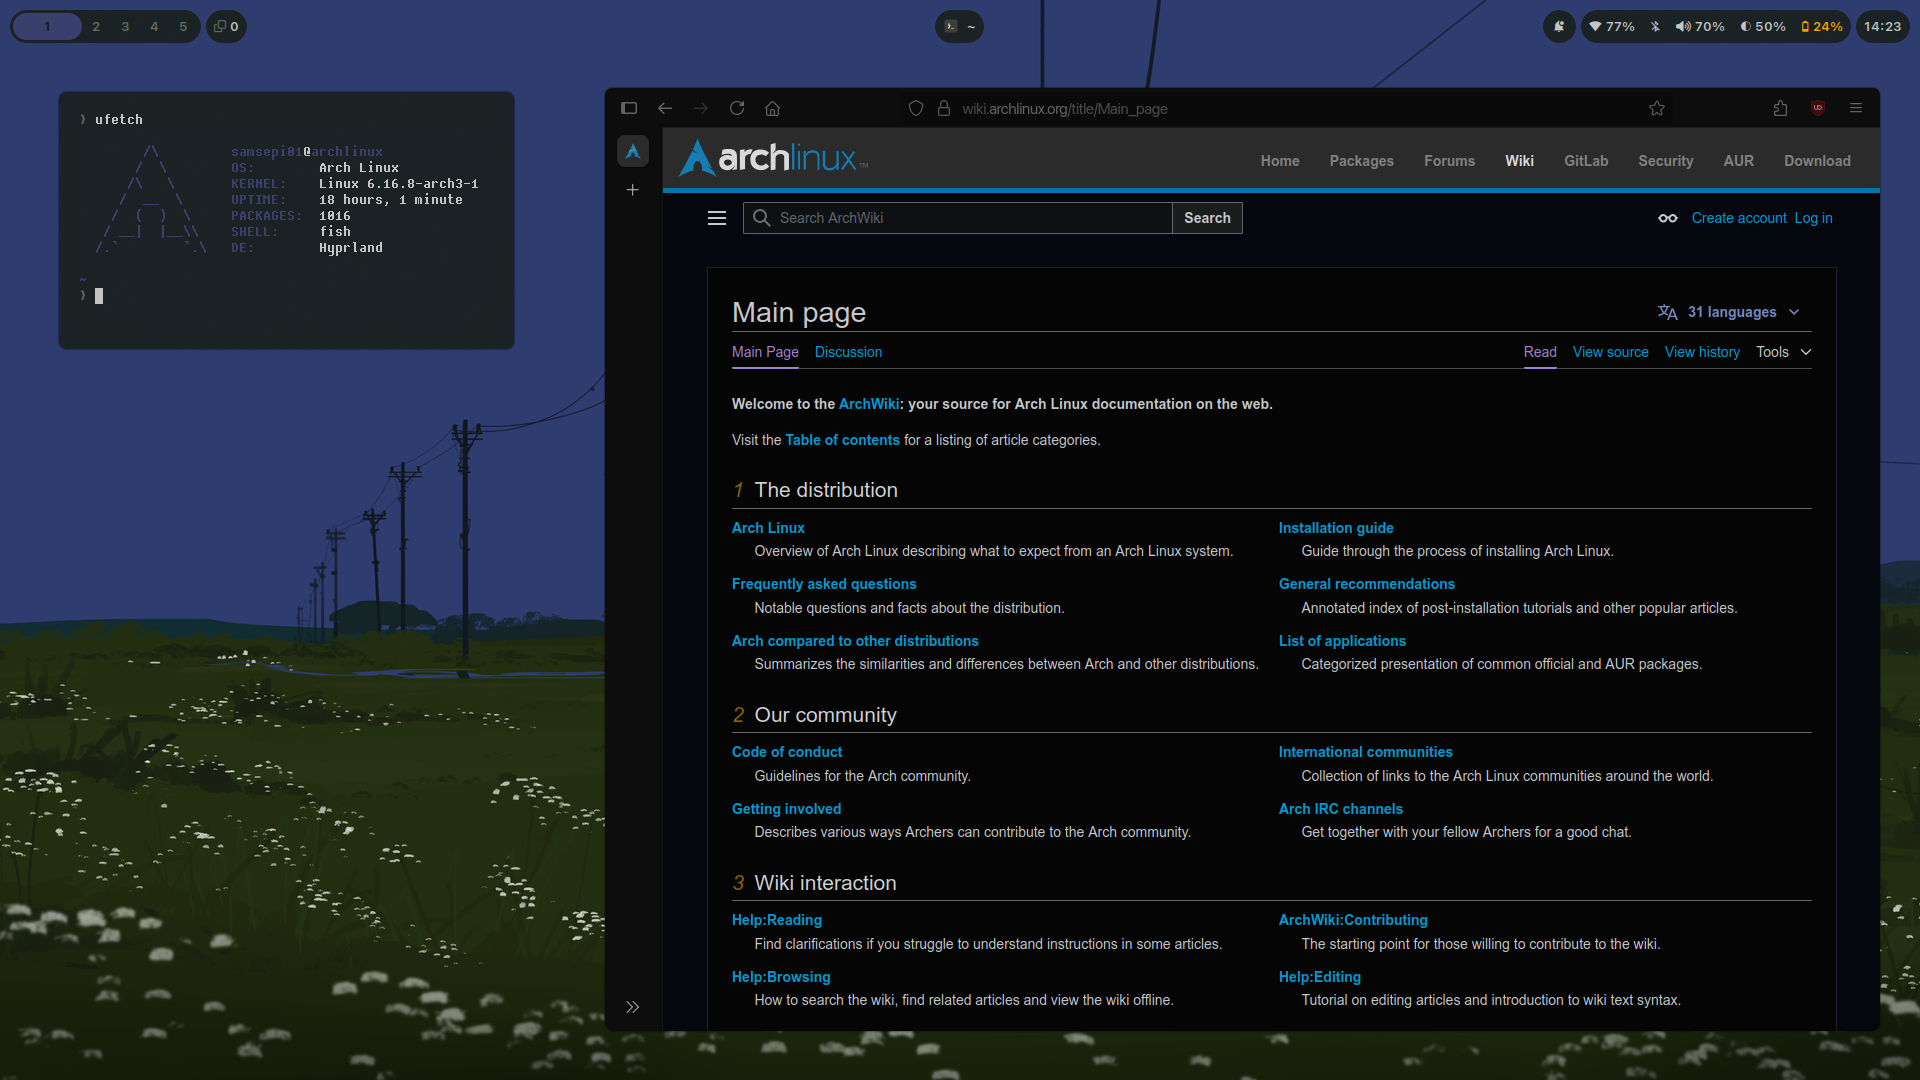 1 2 3 4 5 0
~
77% 70% 50% 24% 14:23
❯ ufetch
samsepi01@archlinux
OS: Arch Linux
KERNEL: Linux 6.16.8-arch3-1
UPTIME: 18 hours, 1 minute
PACKAGES: 1016
SHELL: fish
DE: Hyprland
~
❯
wiki.archlinux.org/title/Main_page
archlinux™
Home Packages Forums Wiki GitLab Security AUR Download
Search ArchWiki Search
Create account Log in
Main page
31 languages
Main Page Discussion
Read View source View history Tools
Welcome to the ArchWiki: your source for Arch Linux documentation on the web.
Visit the Table of contents for a listing of article categories.
1 The distribution
Arch Linux
Overview of Arch Linux describing what to expect from an Arch Linux system.
Frequently asked questions
Notable questions and facts about the distribution.
Arch compared to other distributions
Summarizes the similarities and differences between Arch and other distributions.
Installation guide
Guide through the process of installing Arch Linux.
General recommendations
Annotated index of post-installation tutorials and other popular articles.
List of applications
Categorized presentation of common official and AUR packages.
2 Our community
Code of conduct
Guidelines for the Arch community.
Getting involved
Describes various ways Archers can contribute to the Arch community.
International communities
Collection of links to the Arch Linux communities around the world.
Arch IRC channels
Get together with your fellow Archers for a good chat.
3 Wiki interaction
Help:Reading
Find clarifications if you struggle to understand instructions in some articles.
Help:Browsing
How to search the wiki, find related articles and view the wiki offline.
ArchWiki:Contributing
The starting point for those willing to contribute to the wiki.
Help:Editing
Tutorial on editing articles and introduction to wiki text syntax.